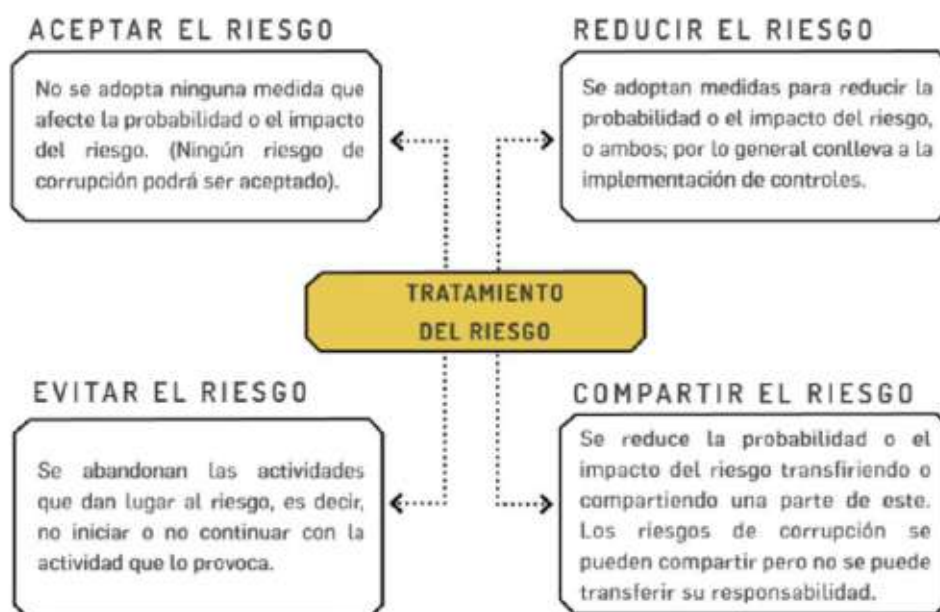 ACEPTAR EL RIESGO
No se adopta ninguna medida que
afecte la probabilidad o el impacto
del riesgo. (Ningún riesgo de
corrupción podrá ser aceptado).
REDUCIR EL RIESGO
Se adoptan medidas para reducir la
probabilidad o el impacto del riesgo,
o ambos; por lo general conlleva a la
implementación de controles.
TRATAMIENTO
DEL RIESGO
EVITAR EL RIESGO
Se abandonan las actividades
que dan lugar al riesgo, es decir,
no iniciar o no continuar con la
actividad que lo provoca.
COMPARTIR EL RIESGO
Se reduce la probabilidad o el
impacto del riesgo transfiriendo o
compartiendo una parte de este.
Los riesgos de corrupción se
pueden compartir pero no se puede
transferir su responsabilidad.